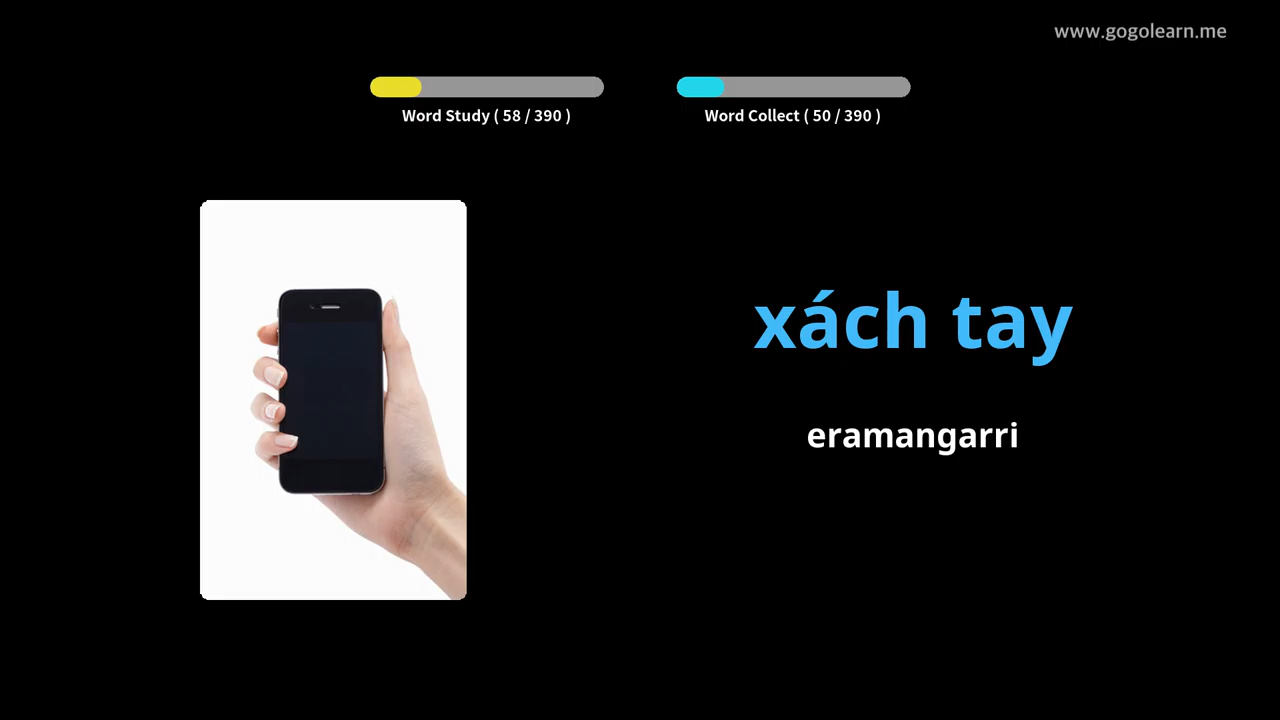 www.gogolearn.me
Word Study ( 58 / 390 )
Word Collect ( 50 / 390 )
xách tay
eramangarri